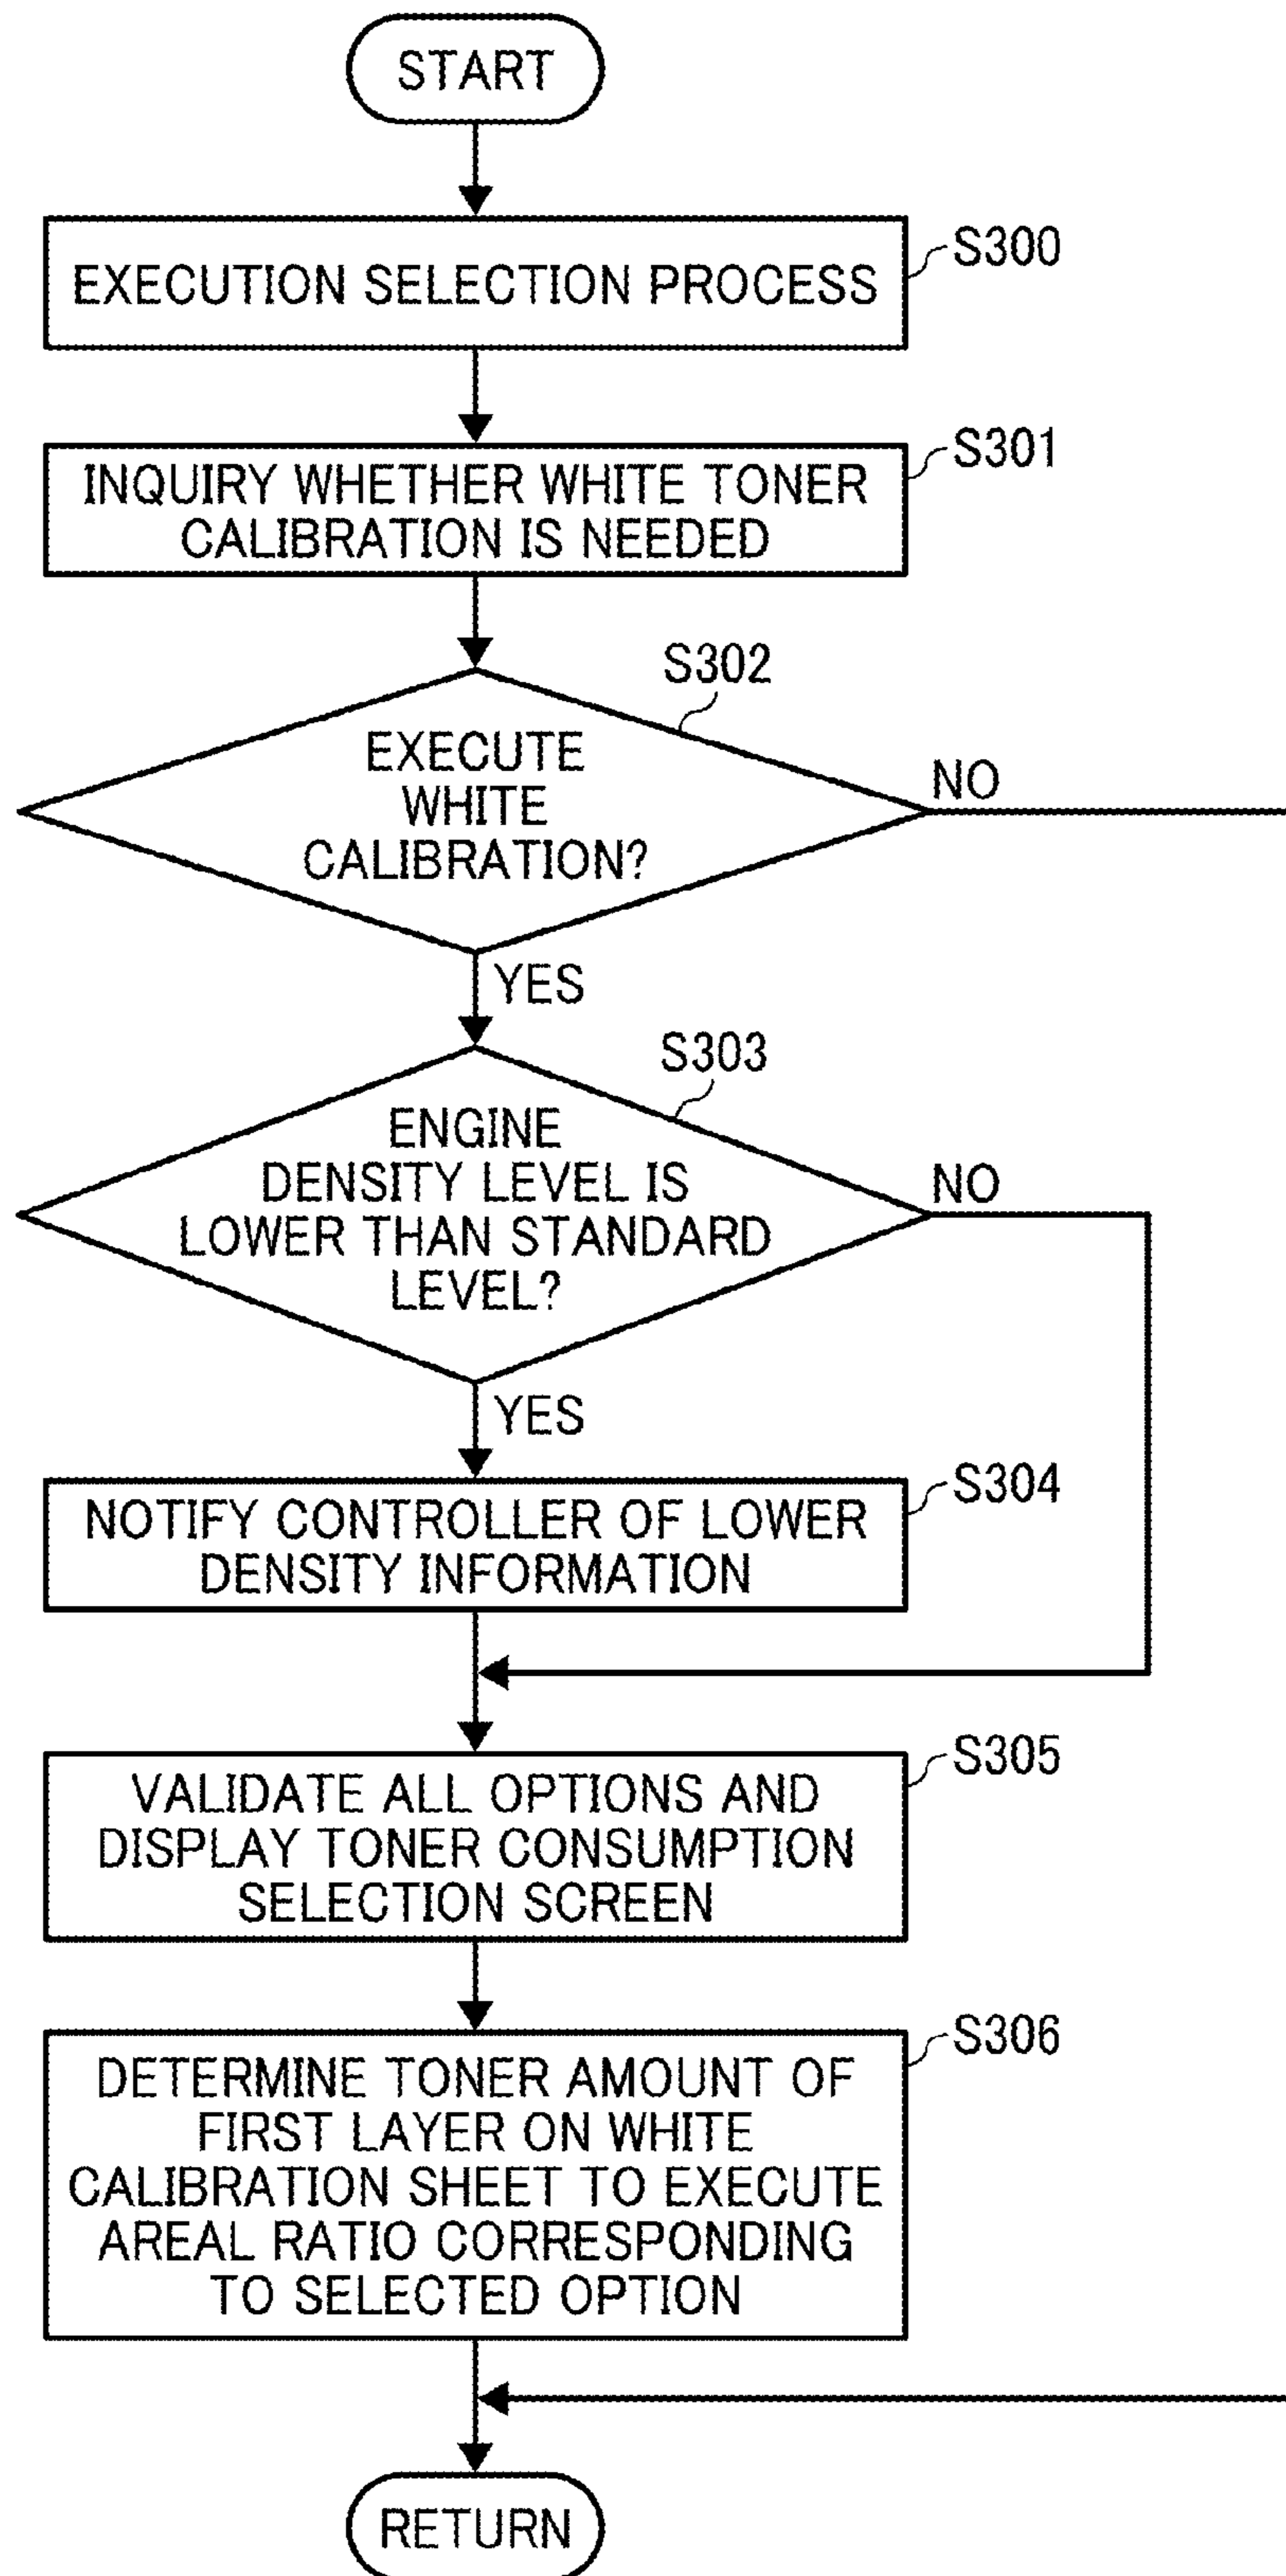 START
EXECUTION SELECTION PROCESS
S300
INQUIRY WHETHER WHITE TONER
CALIBRATION IS NEEDED
S301
S302
EXECUTE
WHITE
CALIBRATION?
NO
YES
S303
ENGINE
DENSITY LEVEL IS
LOWER THAN STANDARD
LEVEL?
NO
YES
S304
NOTIFY CONTROLLER OF LOWER
DENSITY INFORMATION
S305
VALIDATE ALL OPTIONS AND
DISPLAY TONER CONSUMPTION
SELECTION SCREEN
S306
DETERMINE TONER AMOUNT OF
FIRST LAYER ON WHITE
CALIBRATION SHEET TO EXECUTE
AREAL RATIO CORRESPONDING
TO SELECTED OPTION
RETURN